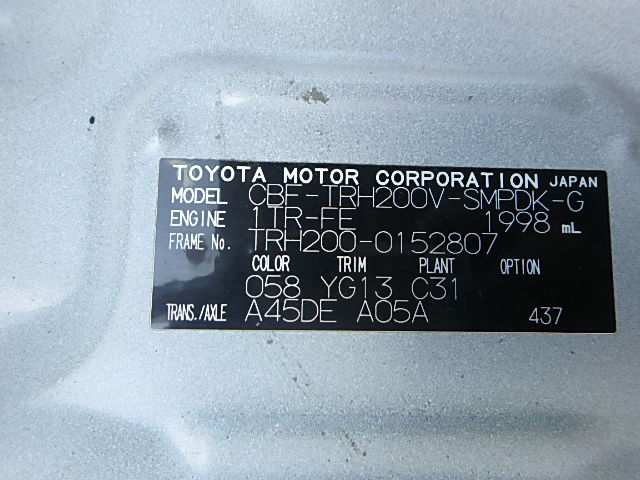 TOYOTA MOTOR CORPORATION JAPAN
MODEL CBF-TRH200V-SMPDK-G
ENGINE 1TR-FE 1998 mL
FRAME No. TRH200-0152807
COLOR TRIM PLANT OPTION
058 YG13 C31
TRANS./AXLE A45DE A05A 437